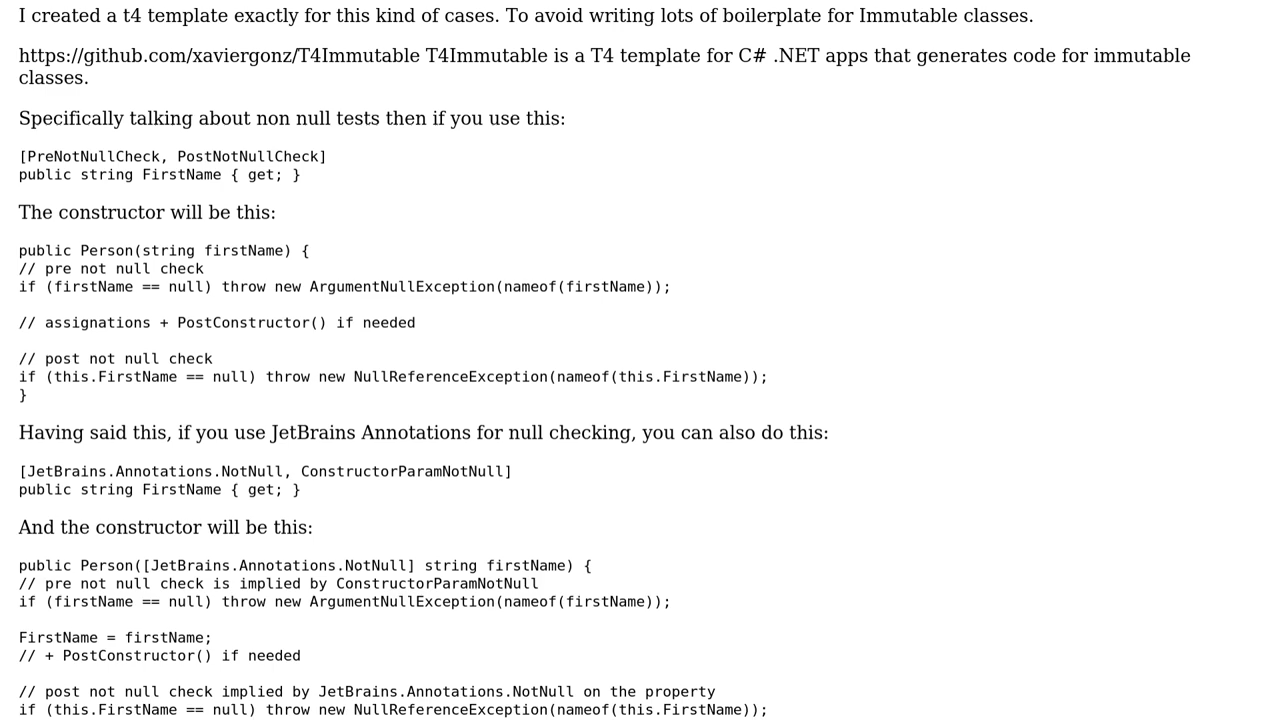 I created a t4 template exactly for this kind of cases. To avoid writing lots of boilerplate for Immutable classes.
https://github.com/xaviergonz/T4Immutable T4Immutable is a T4 template for C# .NET apps that generates code for immutable
classes.
Specifically talking about non null tests then if you use this:
[PreNotNullCheck, PostNotNullCheck]
public string FirstName { get; }
The constructor will be this:
public Person(string firstName) {
// pre not null check
if (firstName == null) throw new ArgumentNullException(nameof(firstName));
// assignations + PostConstructor() if needed
// post not null check
if (this.FirstName == null) throw new NullReferenceException(nameof(this.FirstName));
}
Having said this, if you use JetBrains Annotations for null checking, you can also do this:
[JetBrains.Annotations.NotNull, ConstructorParamNotNull]
public string FirstName { get; }
And the constructor will be this:
public Person([JetBrains.Annotations.NotNull] string firstName) {
// pre not null check is implied by ConstructorParamNotNull
if (firstName == null) throw new ArgumentNullException(nameof(firstName));
FirstName = firstName;
// + PostConstructor() if needed
// post not null check implied by JetBrains.Annotations.NotNull on the property
if (this.FirstName == null) throw new NullReferenceException(nameof(this.FirstName));